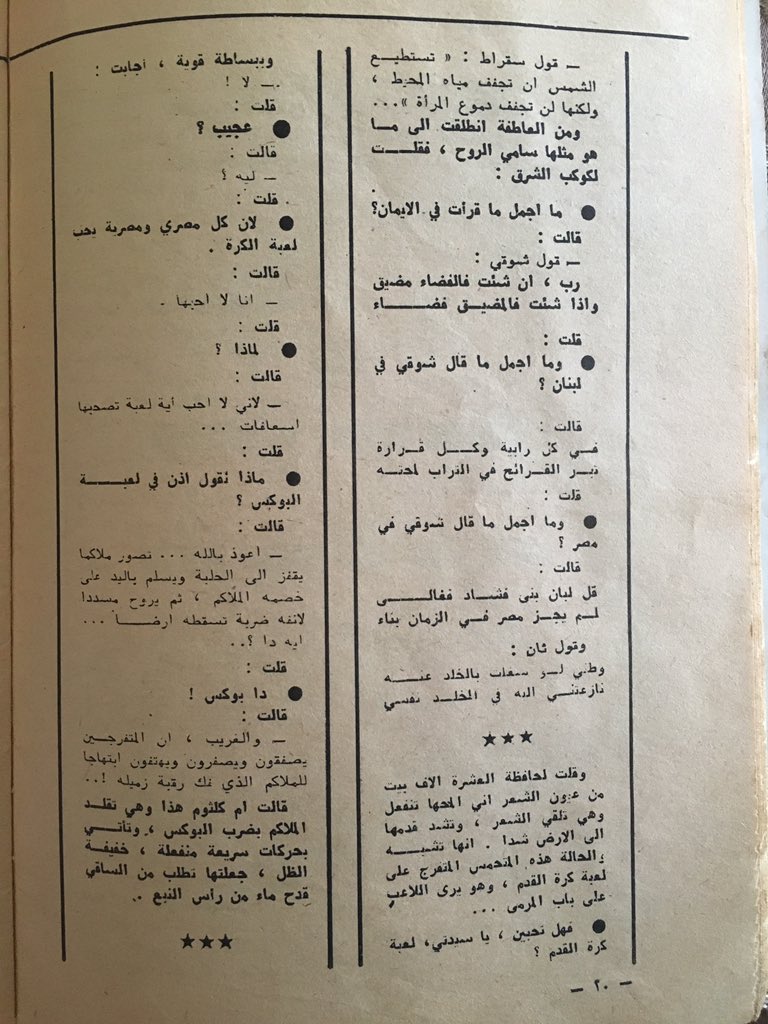 — قول سقراط : « تستطيع
الشمس ان تجفف مياه المحيط ،
ولكنها لن تجفف دموع المرأة »...
ومن العاطفة انطلقت الى ما
هو مثلها سامي الروح ، فقلت
لكوكب الشرق :
● ما اجمل ما قرأت في الايمان؟
قالت :
— قول شوقي :
رب ، ان شئت فالفضاء مضيق
واذا شئت فالمضيق فضاء
قلت :
● وما اجمل ما قال شوقي في
لبنان ؟
قالت :
في كل رابية وكل قرارة
تبر القرائح في التراب لمحته
قلت :
● وما اجمل ما قال شوقي في
مصر ؟
قالت :
قل لبان بنى فشاد فغالى
لم يجز مصر في الزمان بناء
وقول ثان :
وطني لو شغلت بالخلد عنه
نازعتني اليه في الخلد نفسي
★★★
وقلت لحافظة العشرة الاف بيت
من عيون الشعر اني المحها تنفعل
وهي تلقي الشعر ، وتشد قدمها
الى الارض شدا . انها تشبه
والحالة هذه المتحمس المتفرج على
لعبة كرة القدم ، وهو يرى اللاعب
على باب المرمى ...
● فهل تحبين ، يا سيدتي، لعبة
كرة القدم ؟
وببساطة قوية ، أجابت :
— لا !
قلت :
● عجيب ؟
قالت :
— ليه ؟
قلت :
● لان كل مصري ومصرية يحب
لعبة الكرة .
قالت :
— انا لا احبها .
قلت :
● لماذا ؟
قالت :
— لاني لا احب أية لعبة تصحبها
اسعافات ...
قلت :
● ماذا نقول اذن في لعبة
البوكس ؟
قالت :
— اعوذ بالله ... تصور ملاكما
يقفز الى الحلبة ويسلم باليد على
خصمه الملاكم ، ثم يروح مسددا
لانفه ضربة تسقطه ارضا ...
ايه دا ؟..
قلت :
● دا بوكس !
قالت :
— والغريب ، ان المتفرجين
يصفقون ويصفرون ويهتفون ابتهاجا
للملاكم الذي فك رقبة زميله !..
قالت ام كلثوم هذا وهي تقلد
الملاكم بضرب البوكس ، وتأتي
بحركات سريعة منفعلة ، خفيفة
الظل ، جعلتها تطلب من الساقي
قدح ماء من رأس النبع .
★★★
— ٢٠ —